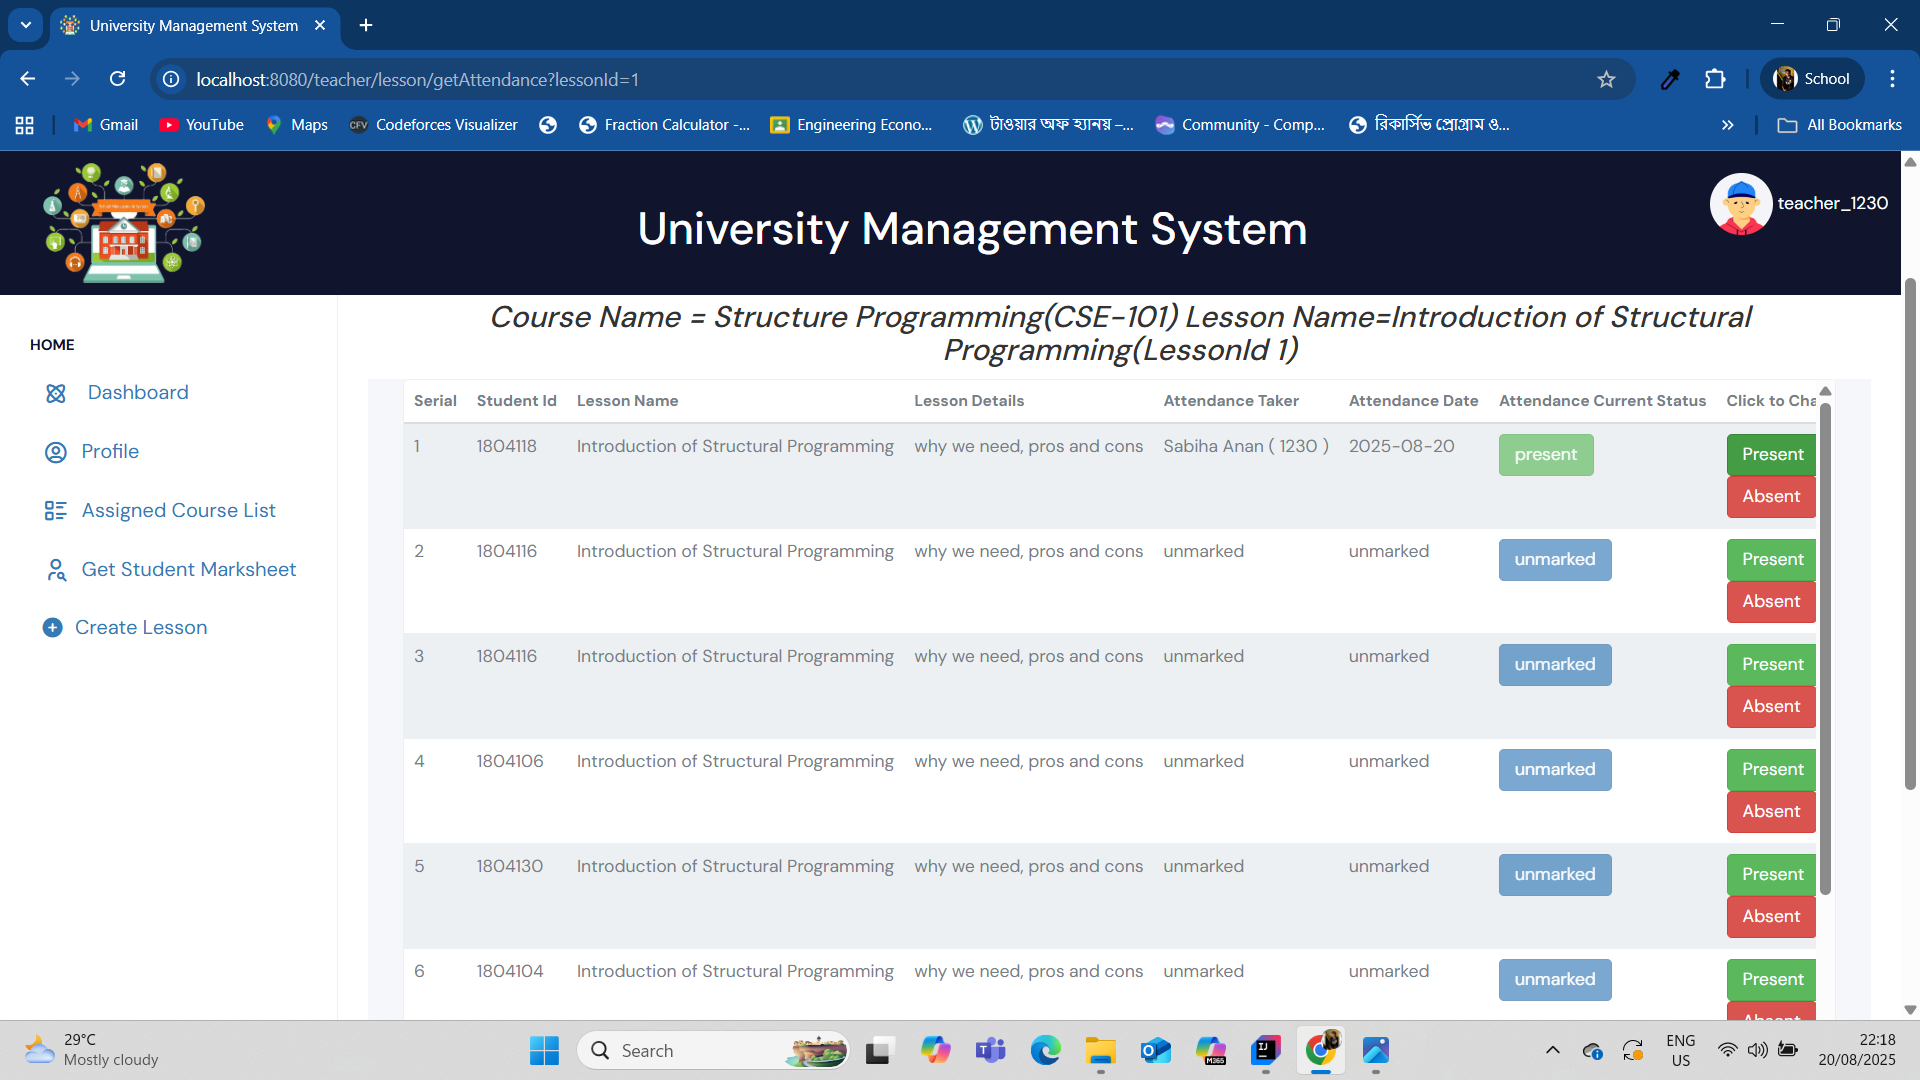 University Management System
localhost:8080/teacher/lesson/getAttendance?lessonId=1
School
Gmail YouTube Maps CFV Codeforces Visualizer Fraction Calculator -... Engineering Econo... টাওয়ার অফ হ্যানয় –... Community - Comp... রিকার্সিভ প্রোগ্রাম ও... » All Bookmarks
University Management System
teacher_1230
HOME
Dashboard
Profile
Assigned Course List
Get Student Marksheet
Create Lesson
Course Name = Structure Programming(CSE-101) Lesson Name=Introduction of Structural
Programming(LessonId 1)
Serial Student Id Lesson Name Lesson Details Attendance Taker Attendance Date Attendance Current Status Click to Cha
1 1804118 Introduction of Structural Programming why we need, pros and cons Sabiha Anan ( 1230 ) 2025-08-20 present Present
Absent
2 1804116 Introduction of Structural Programming why we need, pros and cons unmarked unmarked unmarked Present
Absent
3 1804116 Introduction of Structural Programming why we need, pros and cons unmarked unmarked unmarked Present
Absent
4 1804106 Introduction of Structural Programming why we need, pros and cons unmarked unmarked unmarked Present
Absent
5 1804130 Introduction of Structural Programming why we need, pros and cons unmarked unmarked unmarked Present
Absent
6 1804104 Introduction of Structural Programming why we need, pros and cons unmarked unmarked unmarked Present
Absent
29°C
Mostly cloudy
Search
M365
ENG
US
22:18
20/08/2025